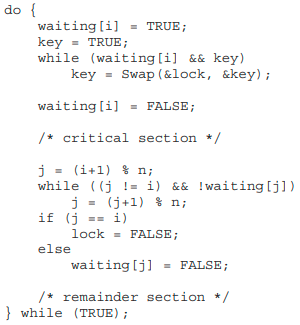 do {
waiting[i] = TRUE;
key = TRUE;
while (waiting[i] && key)
key = Swap(&lock, &key);
waiting[i] = FALSE;
/* critical section */
j = (i+1) % n;
while ((j != i) && !waiting[j])
j = (j+1) % n;
if (j == i)
lock = FALSE;
else
waiting[j] = FALSE;
/* remainder section */
} while (TRUE);